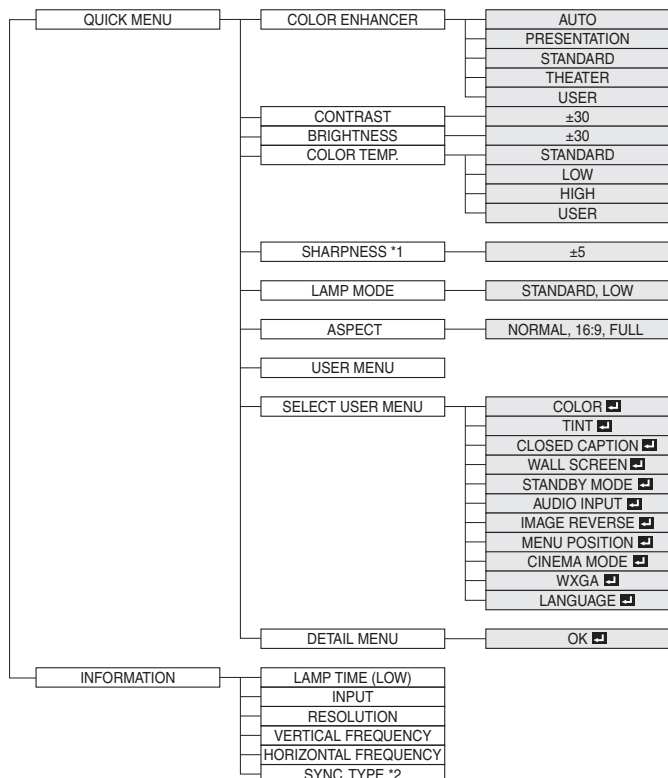 QUICK MENU COLOR ENHANCER AUTO
PRESENTATION
STANDARD
THEATER
USER
CONTRAST ±30
BRIGHTNESS ±30
COLOR TEMP. STANDARD
LOW
HIGH
USER
SHARPNESS *1 ±5
LAMP MODE STANDARD, LOW
ASPECT NORMAL, 16:9, FULL
USER MENU
SELECT USER MENU COLOR
TINT
CLOSED CAPTION
WALL SCREEN
STANDBY MODE
AUDIO INPUT
IMAGE REVERSE
MENU POSITION
CINEMA MODE
WXGA
LANGUAGE
DETAIL MENU OK
INFORMATION LAMP TIME (LOW)
INPUT
RESOLUTION
VERTICAL FREQUENCY
HORIZONTAL FREQUENCY
SYNC TYPE *2